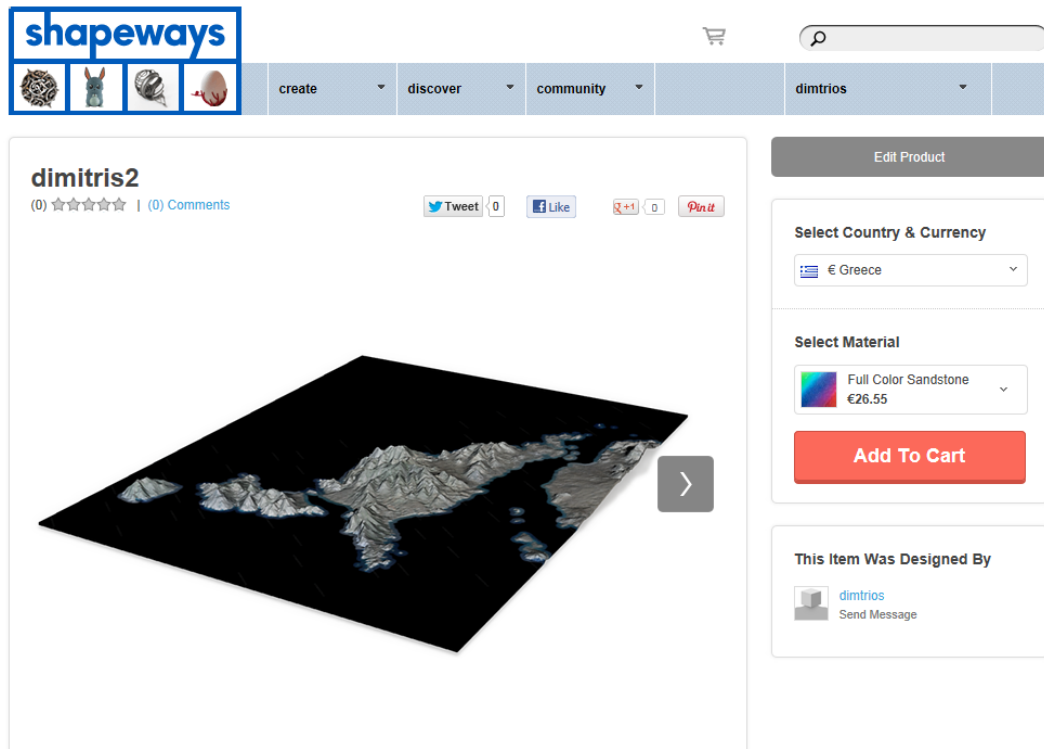 shapeways
create
discover
community
dimtrios
dimitris2
(0) | (0) Comments
Tweet 0
Like
+1 0
Pin it
Edit Product
Select Country & Currency
€ Greece
Select Material
Full Color Sandstone
€26.55
Add To Cart
This Item Was Designed By
dimtrios
Send Message